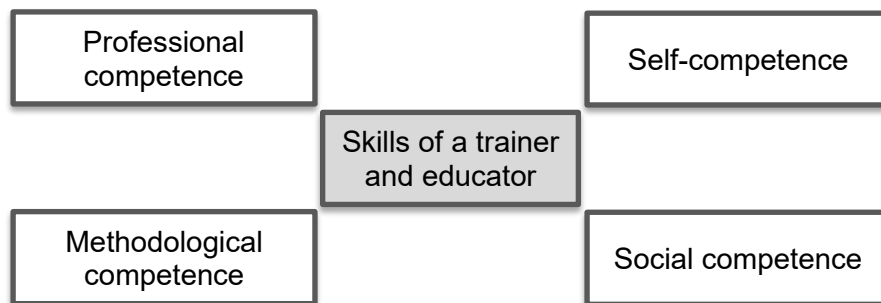 Professional
competence
Self-competence
Skills of a trainer
and educator
Methodological
competence
Social competence